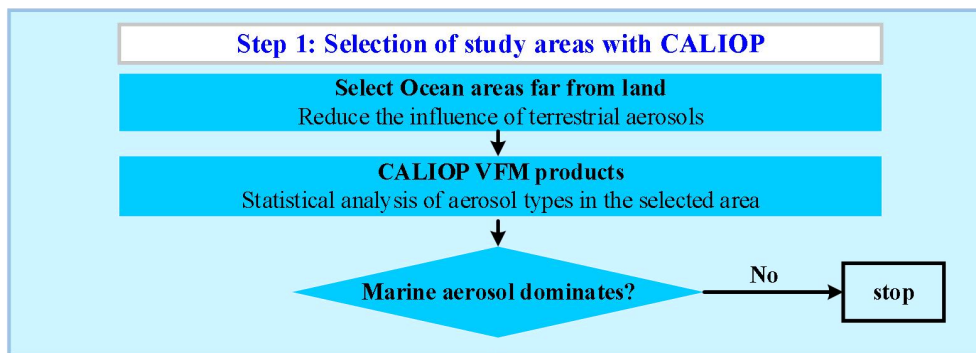 Step 1: Selection of study areas with CALIOP
Select Ocean areas far from land
Reduce the influence of terrestrial aerosols
CALIOP VFM products
Statistical analysis of aerosol types in the selected area
Marine aerosol dominates?
No
stop